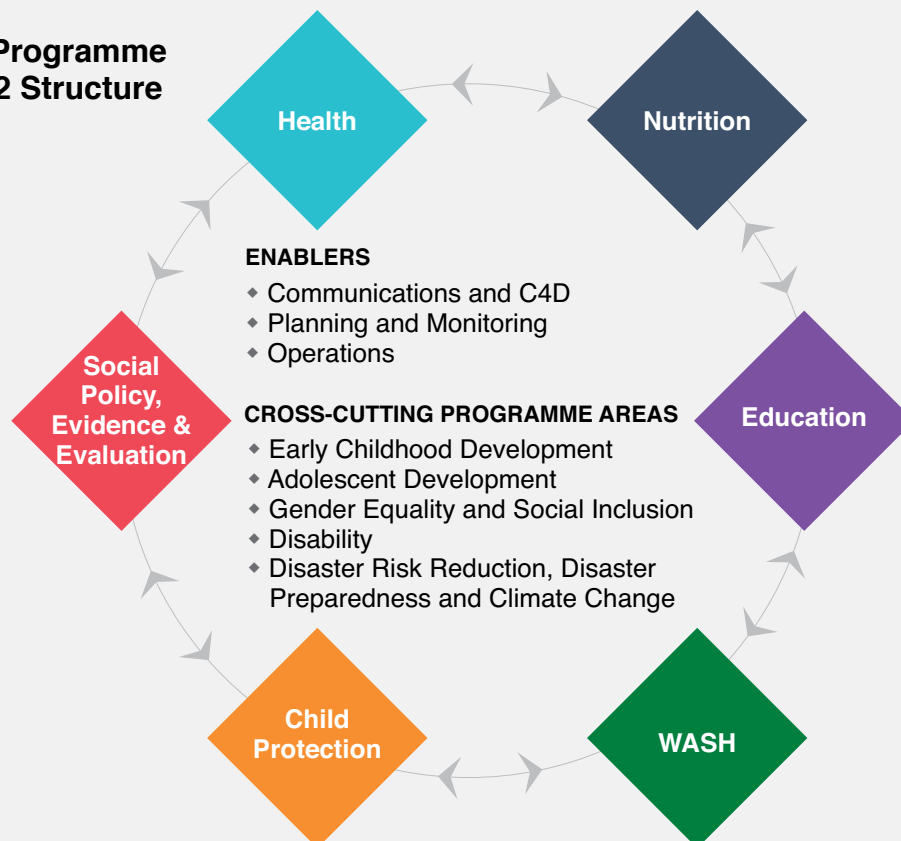 Programme
2 Structure
Health
Nutrition
ENABLERS
◆ Communications and C4D
◆ Planning and Monitoring
◆ Operations
Social
Policy,
Evidence &
Evaluation
CROSS-CUTTING PROGRAMME AREAS
◆ Early Childhood Development
◆ Adolescent Development
◆ Gender Equality and Social Inclusion
◆ Disability
◆ Disaster Risk Reduction, Disaster
Preparedness and Climate Change
Education
Child
Protection
WASH